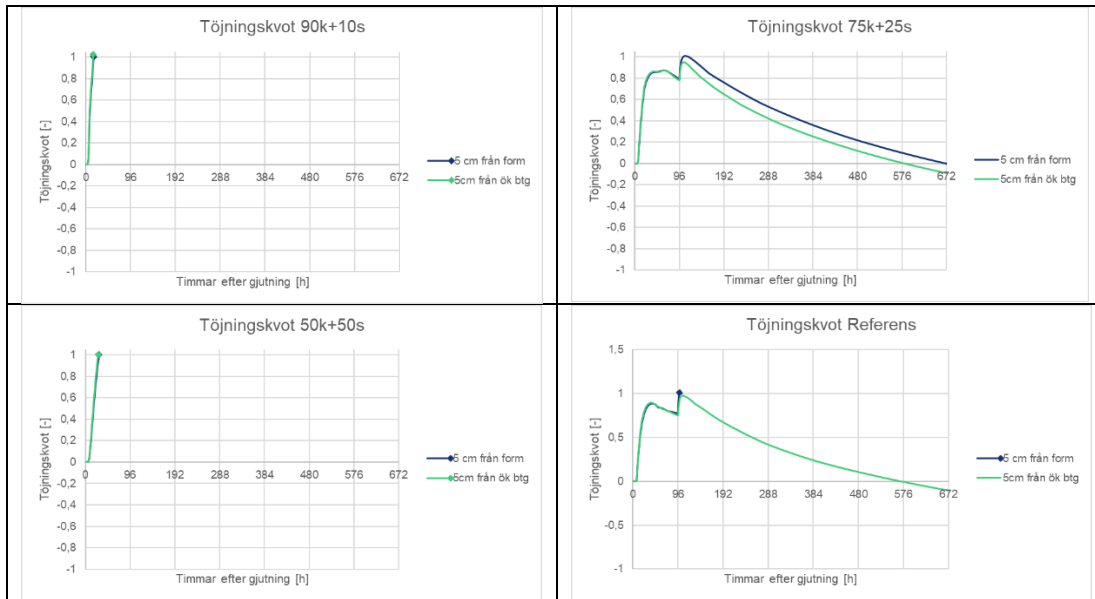 Töjningskvot 90k+10s
Töjningskvot [-]
1
0,8
0,6
0,4
0,2
0
-0,2
-0,4
-0,6
-0,8
-1
0 96 192 288 384 480 576 672
Timmar efter gjutning [h]
5 cm från form
5cm från ök btg
Töjningskvot 75k+25s
Töjningskvot [-]
1
0,8
0,6
0,4
0,2
0
-0,2
-0,4
-0,6
-0,8
-1
0 96 192 288 384 480 576 672
Timmar efter gjutning [h]
5 cm från form
5cm från ök btg
Töjningskvot 50k+50s
Töjningskvot [-]
1
0,8
0,6
0,4
0,2
0
-0,2
-0,4
-0,6
-0,8
-1
0 96 192 288 384 480 576 672
Timmar efter gjutning [h]
5 cm från form
5cm från ök btg
Töjningskvot Referens
Töjningskvot [-]
1,5
1
0,5
0
-0,5
-1
0 96 192 288 384 480 576 672
Timmar efter gjutning [h]
5 cm från form
5cm från ök btg